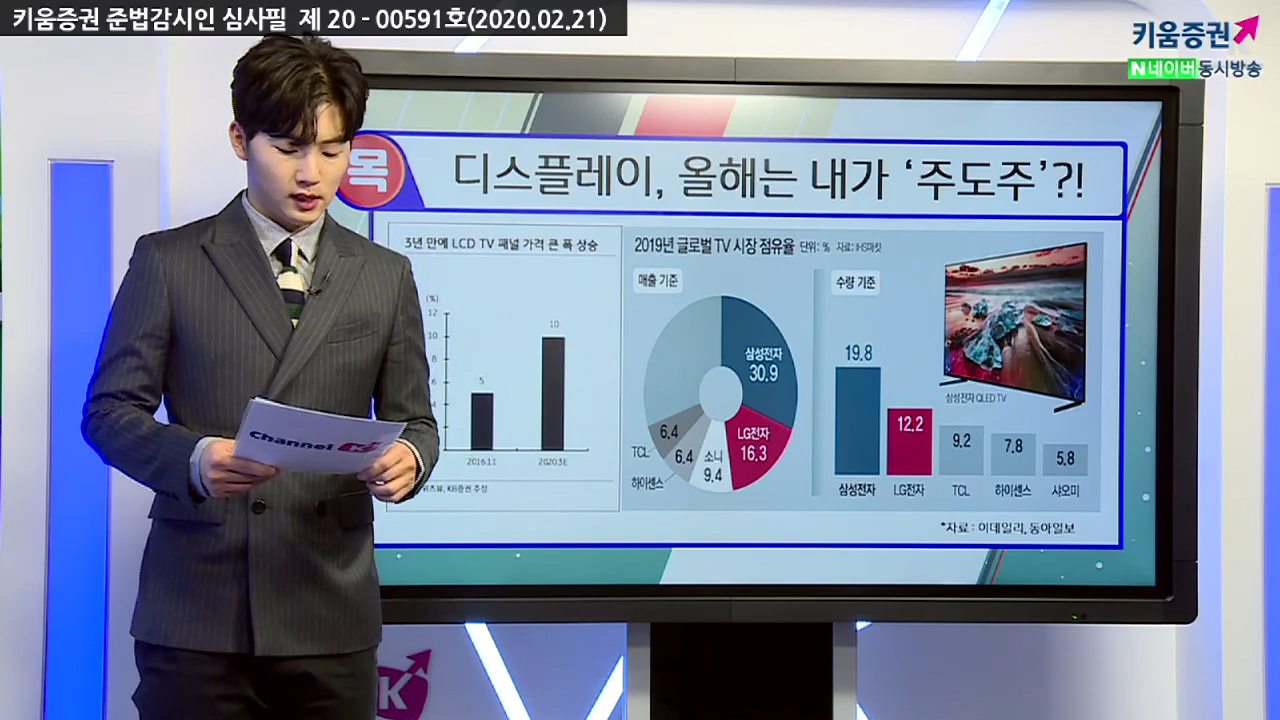 키움증권 준법감시인 심사필 제 20 - 00591호(2020.02.21)
키움증권
N 네이버 동시방송
목
디스플레이, 올해는 내가 ‘주도주’?!
3년 만에 LCD TV 패널 가격 큰 폭 상승
(%)
12
10
8
6
4
2
5
10
2016.11
2020.3E
위츠뷰, KB증권 추정
2019년 글로벌 TV 시장 점유율 단위: % 자료: IHS마킷
매출 기준
삼성전자
30.9
LG전자
16.3
소니
9.4
6.4
하이센스
6.4
TCL
수량 기준
19.8
12.2
9.2
7.8
5.8
삼성전자
LG전자
TCL
하이센스
샤오미
삼성전자 QLED TV
*자료 : 이데일리, 동아일보
Channel K
K